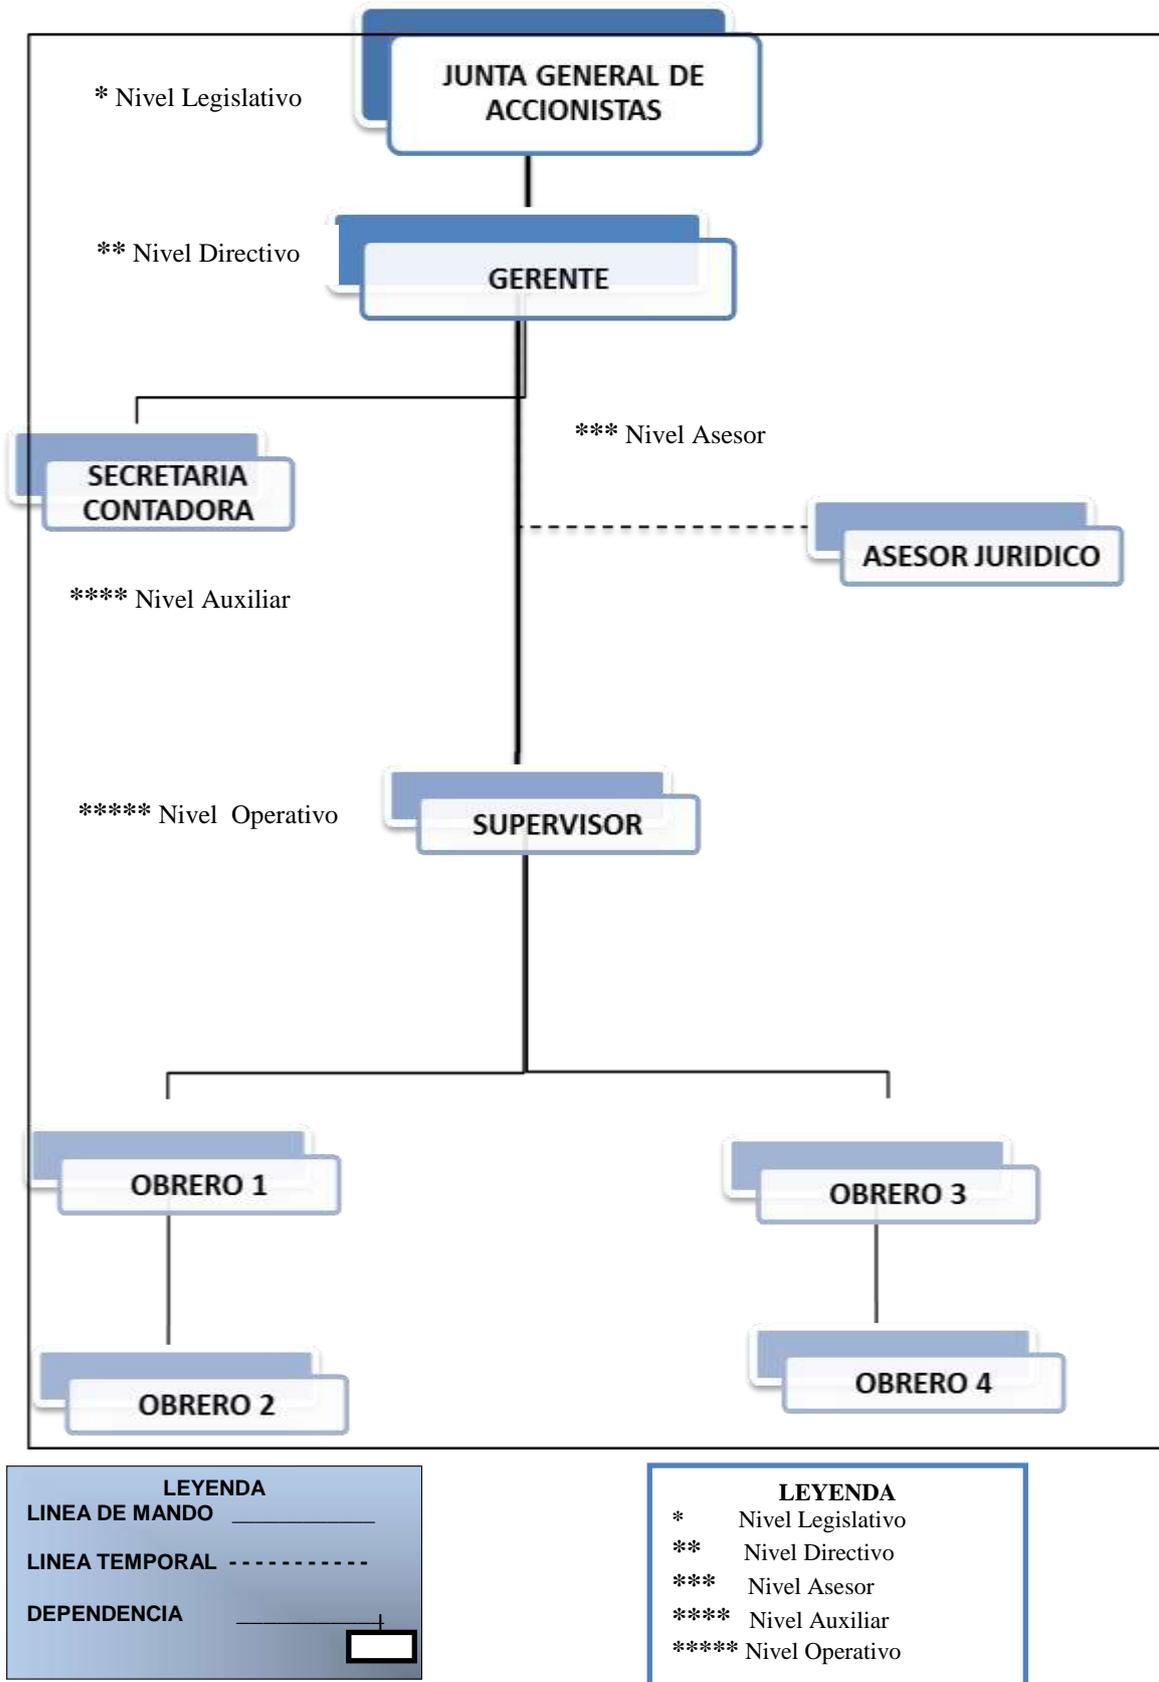 JUNTA GENERAL DE
ACCIONISTAS
* Nivel Legislativo
** Nivel Directivo
GERENTE
*** Nivel Asesor
SECRETARIA
CONTADORA
ASESOR JURIDICO
**** Nivel Auxiliar
***** Nivel Operativo
SUPERVISOR
OBRERO 1
OBRERO 3
OBRERO 2
OBRERO 4
LEYENDA
LINEA DE MANDO ___________
LINEA TEMPORAL - - - - - - - - - - -
DEPENDENCIA ___________
LEYENDA
* Nivel Legislativo
** Nivel Directivo
*** Nivel Asesor
**** Nivel Auxiliar
***** Nivel Operativo